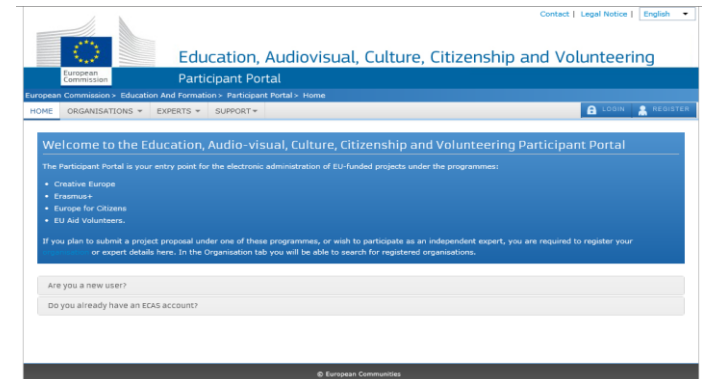 Contact | Legal Notice | English
Education, Audiovisual, Culture, Citizenship and Volunteering
European
Commission
Participant Portal
European Commission > Education And Formation > Participant Portal > Home
HOME ORGANISATIONS EXPERTS SUPPORT LOGIN REGISTER
Welcome to the Education, Audio-visual, Culture, Citizenship and Volunteering Participant Portal
The Participant Portal is your entry point for the electronic administration of EU-funded projects under the programmes:
• Creative Europe
• Erasmus+
• Europe for Citizens
• EU Aid Volunteers.
If you plan to submit a project proposal under one of these programmes, or wish to participate as an independent expert, you are required to register your
or expert details here. In the Organisation tab you will be able to search for registered organisations.
Are you a new user?
Do you already have an ECAS account?
© European Communities